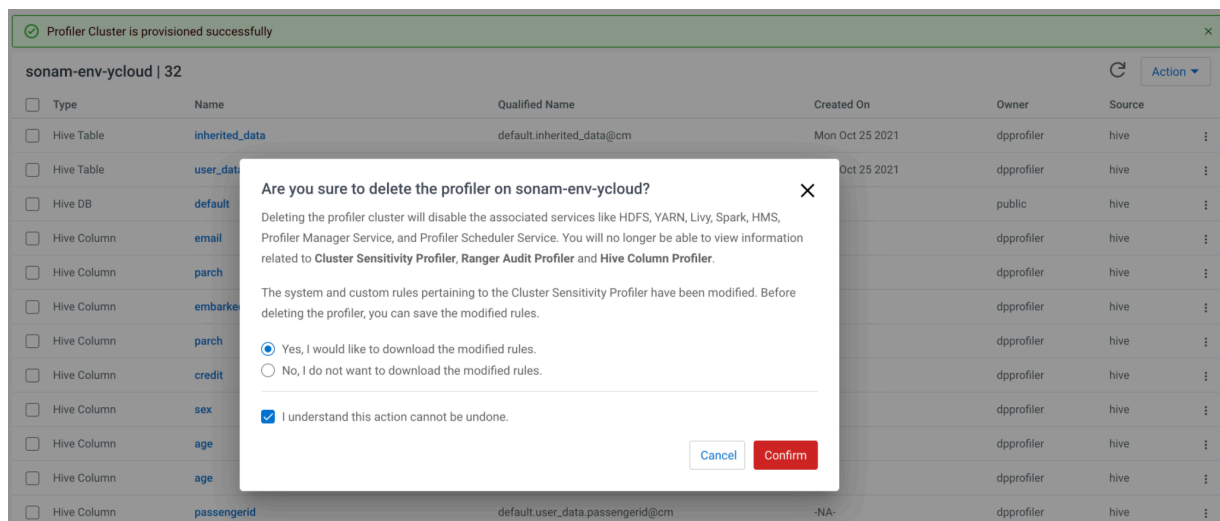 Profiler Cluster is provisioned successfully
sonam-env-ycloud | 32
Action
Type Name Qualified Name Created On Owner Source
Hive Table inherited_data default.inherited_data@cm Mon Oct 25 2021 dpprofiler hive
Hive Table user_data Oct 25 2021 dpprofiler hive
Are you sure to delete the profiler on sonam-env-ycloud?
Hive DB default public hive
Deleting the profiler cluster will disable the associated services like HDFS, YARN, Livy, Spark, HMS,
Hive Column email dpprofiler hive
Profiler Manager Service, and Profiler Scheduler Service. You will no longer be able to view information
related to Cluster Sensitivity Profiler, Ranger Audit Profiler and Hive Column Profiler.
Hive Column parch dpprofiler hive
The system and custom rules pertaining to the Cluster Sensitivity Profiler have been modified. Before
Hive Column embarke dpprofiler hive
deleting the profiler, you can save the modified rules.
Hive Column parch dpprofiler hive
Yes, I would like to download the modified rules.
Hive Column credit dpprofiler hive
No, I do not want to download the modified rules.
Hive Column sex dpprofiler hive
I understand this action cannot be undone.
Hive Column age dpprofiler hive
Cancel Confirm
Hive Column age dpprofiler hive
Hive Column passengerid default.user_data.passengerid@cm -NA- dpprofiler hive